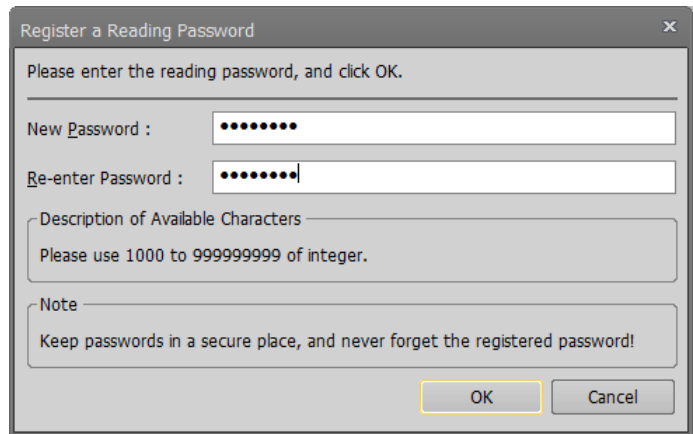 Register a Reading Password
Please enter the reading password, and click OK.
New Password : ●●●●●●●●
Re-enter Password : ●●●●●●●●
Description of Available Characters
Please use 1000 to 999999999 of integer.
Note
Keep passwords in a secure place, and never forget the registered password!
OK Cancel